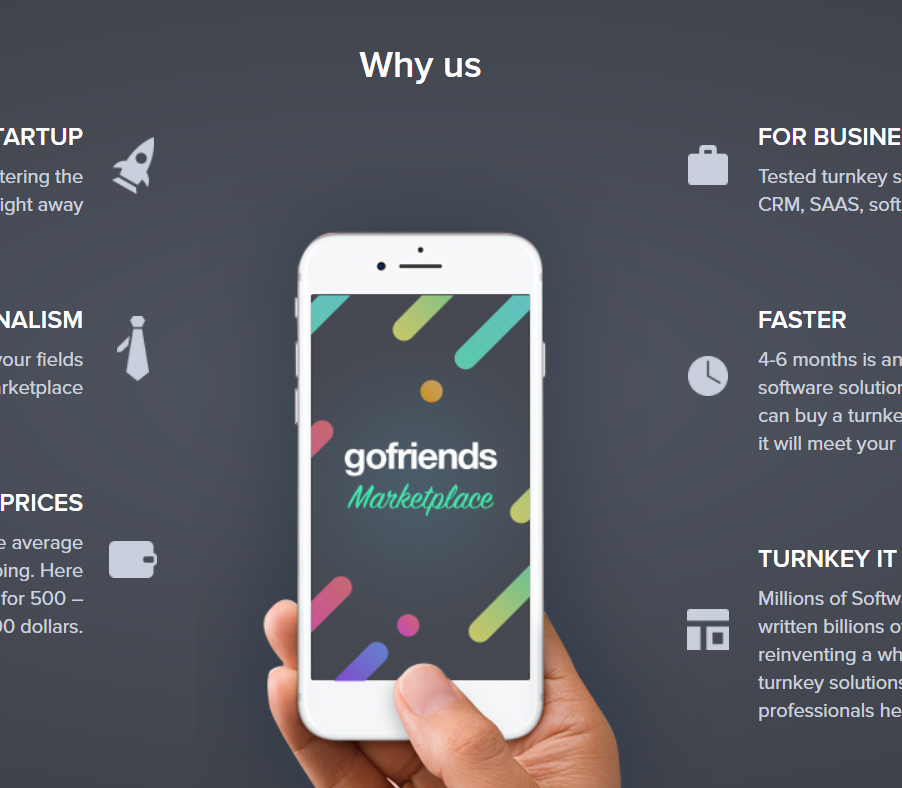 Why us
TARTUP
tering the
ight away
NALISM
your fields
arketplace
PRICES
e average
ping. Here
for 500 –
00 dollars.
gofriends
Marketplace
FOR BUSINE
Tested turnkey s
CRM, SAAS, soft
FASTER
4-6 months is an
software solution
can buy a turnke
it will meet your
TURNKEY IT
Millions of Softw
written billions o
reinventing a wh
turnkey solutions
professionals he